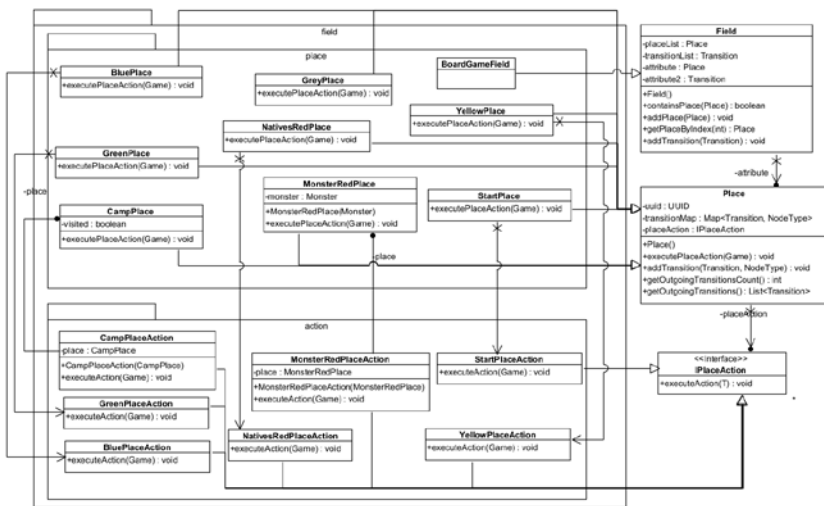 field
place
BluePlace
+executePlaceAction(Game) : void
GreyPlace
+executePlaceAction(Game) : void
BoardGameField
Field
-placeList : Place
-transitionList : Transition
-attribute : Place
-attribute2 : Transition
+Field()
+containsPlace(Place) : boolean
+addPlace(Place) : void
+getPlaceByIndex(int) : Place
+addTransition(Transition) : void
YellowPlace
+executePlaceAction(Game) : void
NativesRedPlace
+executePlaceAction(Game) : void
GreenPlace
+executePlaceAction(Game) : void
-place
-attribute
CampPlace
-visited : boolean
+executePlaceAction(Game) : void
MonsterRedPlace
-monster : Monster
+MonsterRedPlace(Monster)
+executePlaceAction(Game) : void
StartPlace
+executePlaceAction(Game) : void
Place
-uuid : UUID
-transitionMap : Map<Transition, NodeType>
-placeAction : IPlaceAction
+Place()
+executePlaceAction(Game) : void
+addTransition(Transition, NodeType) : void
+getOutgoingTransitionsCount() : int
+getOutgoingTransitions() : List<Transition>
-place
-placeAction
action
CampPlaceAction
-place : CampPlace
+CampPlaceAction(CampPlace)
+executeAction(Game) : void
MonsterRedPlaceAction
-place : MonsterRedPlace
+MonsterRedPlaceAction(MonsterRedPlace)
+executeAction(Game) : void
StartPlaceAction
+executeAction(Game) : void
<<Interface>>
IPlaceAction
+executeAction(T) : void
GreenPlaceAction
+executeAction(Game) : void
BluePlaceAction
+executeAction(Game) : void
NativesRedPlaceAction
+executeAction(Game) : void
YellowPlaceAction
+executeAction(Game) : void